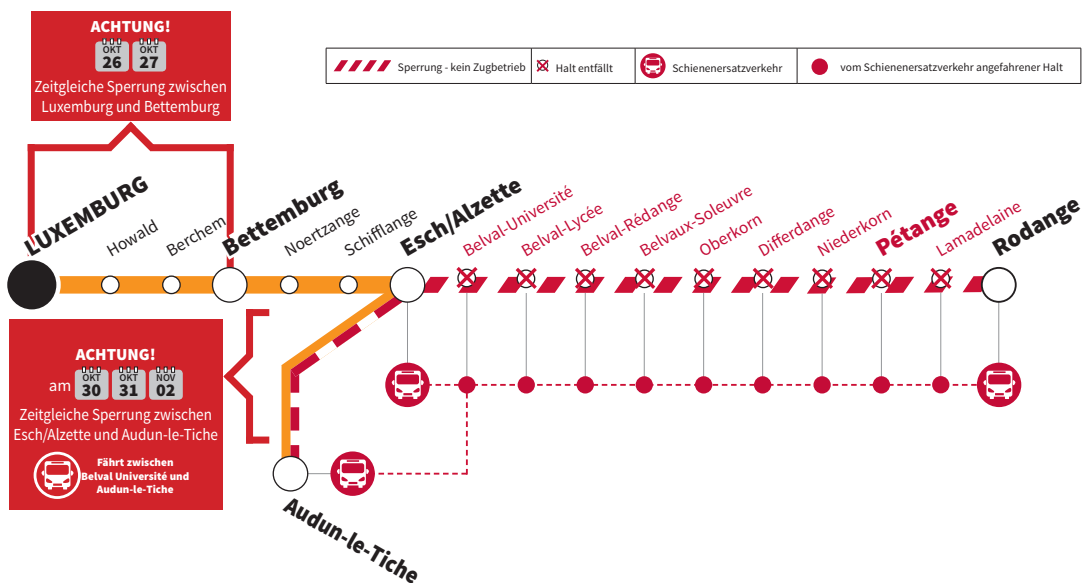 ACHTUNG!
OKT
26
OKT
27
Zeitgleiche Sperrung zwischen
Luxemburg und Bettemburg
Sperrung - kein Zugbetrieb
Halt entfällt
Schienenersatzverkehr
vom Schienenersatzverkehr angefahrener Halt
LUXEMBURG
Howald
Berchem
Bettemburg
Noertzange
Schifflange
Esch/Alzette
Belval-Université
Belval-Lycée
Belval-Rédange
Belvaux-Soleuvre
Oberkorn
Differdange
Niederkorn
Pétange
Lamadelaine
Rodange
ACHTUNG!
am
OKT
30
OKT
31
NOV
02
Zeitgleiche Sperrung zwischen
Esch/Alzette und Audun-le-Tiche
Fährt zwischen
Belval Université und
Audun-le-Tiche
Audun-le-Tiche